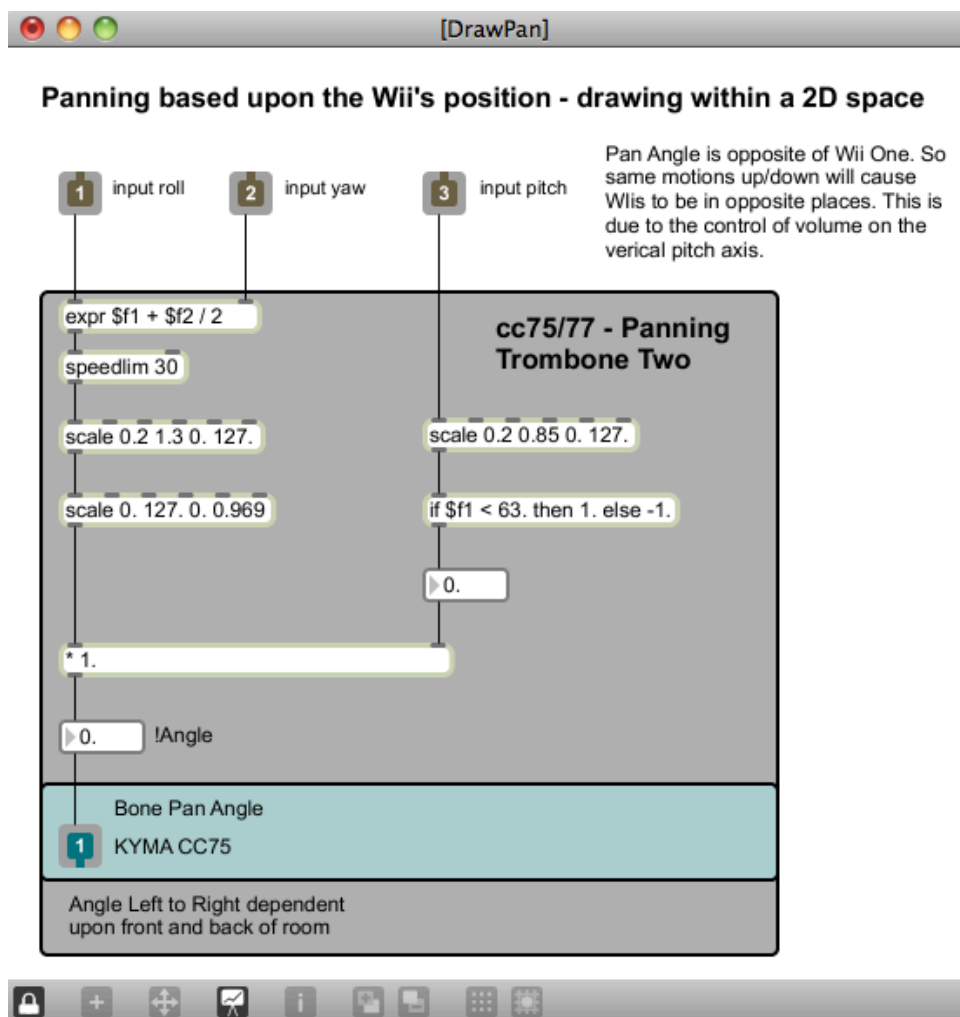 [DrawPan]
Panning based upon the Wii's position - drawing within a 2D space
1 input roll 2 input yaw 3 input pitch
Pan Angle is opposite of Wii One. So
same motions up/down will cause
WIis to be in opposite places. This is
due to the control of volume on the
verical pitch axis.
expr $f1 + $f2 / 2
cc75/77 - Panning
Trombone Two
speedlim 30
scale 0.2 1.3 0. 127.
scale 0.2 0.85 0. 127.
scale 0. 127. 0. 0.969
if $f1 < 63. then 1. else -1.
0.
* 1.
0. !Angle
Bone Pan Angle
1 KYMA CC75
Angle Left to Right dependent
upon front and back of room
i